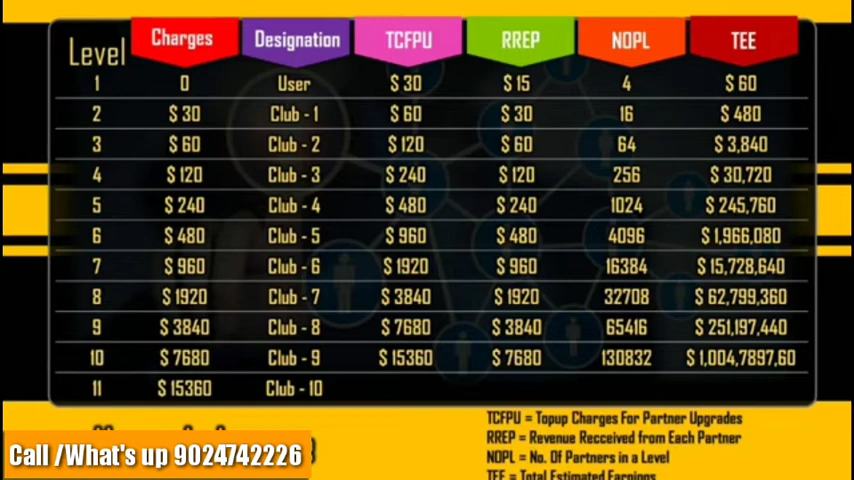 Level Charges Designation TCFPU RREP NOPL TEE
1 0 User $ 30 $ 15 4 $ 60
2 $ 30 Club - 1 $ 60 $ 30 16 $ 480
3 $ 60 Club - 2 $ 120 $ 60 64 $ 3,840
4 $ 120 Club - 3 $ 240 $ 120 256 $ 30,720
5 $ 240 Club - 4 $ 480 $ 240 1024 $ 245,760
6 $ 480 Club - 5 $ 960 $ 480 4096 $ 1,966,080
7 $ 960 Club - 6 $ 1920 $ 960 16384 $ 15,728,640
8 $ 1920 Club - 7 $ 3840 $ 1920 32708 $ 62,799,360
9 $ 3840 Club - 8 $ 7680 $ 3840 65416 $ 251,197,440
10 $ 7680 Club - 9 $ 15360 $ 7680 130832 $ 1,004,7897,60
11 $ 15360 Club - 10
TCFPU = Topup Charges For Partner Upgrades
RREP = Revenue Recceived from Each Partner
NOPL = No. Of Partners in a Level
TEE = Total Estimated Earnings
Call /What's up 9024742226